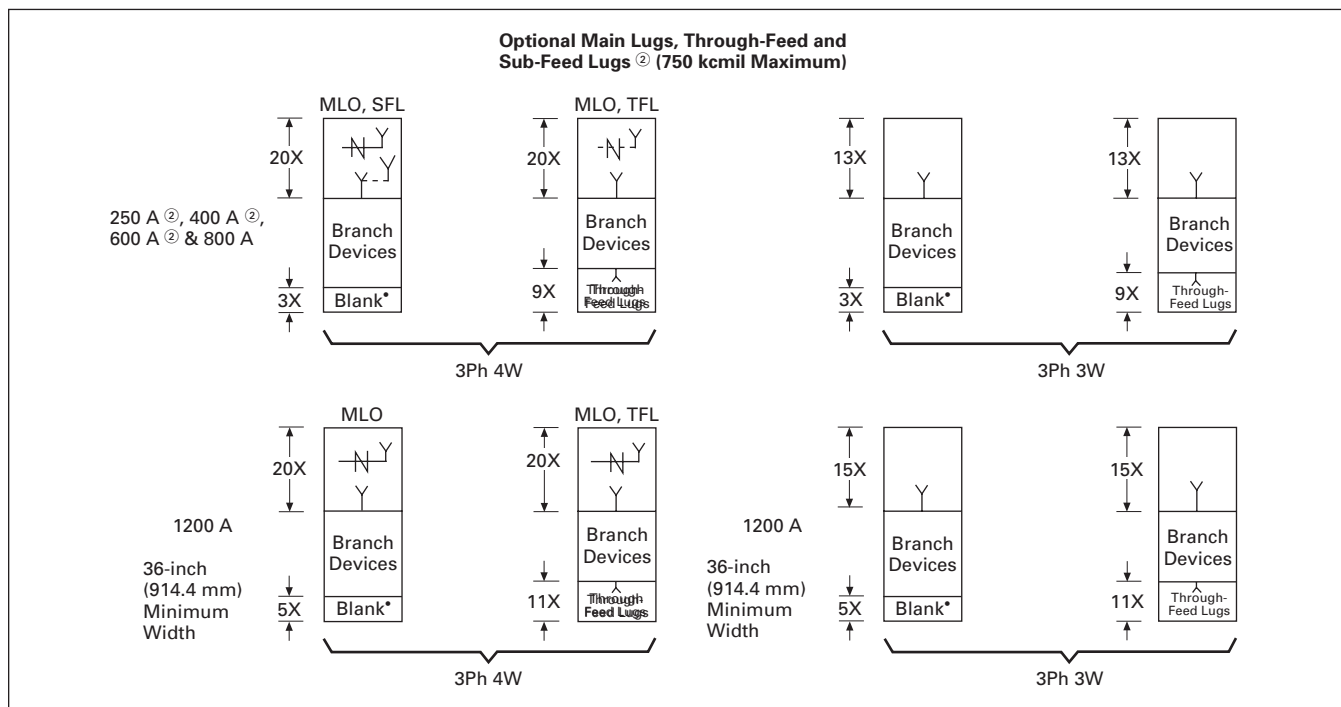 Optional Main Lugs, Through-Feed and
Sub-Feed Lugs ② (750 kcmil Maximum)
MLO, SFL
MLO, TFL
20X
N
20X
N
13X
13X
250 A ②, 400 A ②,
600 A ② & 800 A
Branch
Devices
Branch
Devices
Branch
Devices
Branch
Devices
3X
Blank•
9X
Through-
Feed Lugs
3X
Blank•
9X
Through-
Feed Lugs
3Ph 4W
3Ph 3W
MLO
MLO, TFL
20X
N
20X
N
15X
15X
1200 A
36-inch
(914.4 mm)
Minimum
Width
Branch
Devices
Branch
Devices
1200 A
36-inch
(914.4 mm)
Minimum
Width
Branch
Devices
Branch
Devices
5X
Blank•
11X
Through-
Feed Lugs
5X
Blank•
11X
Through-
Feed Lugs
3Ph 4W
3Ph 3W